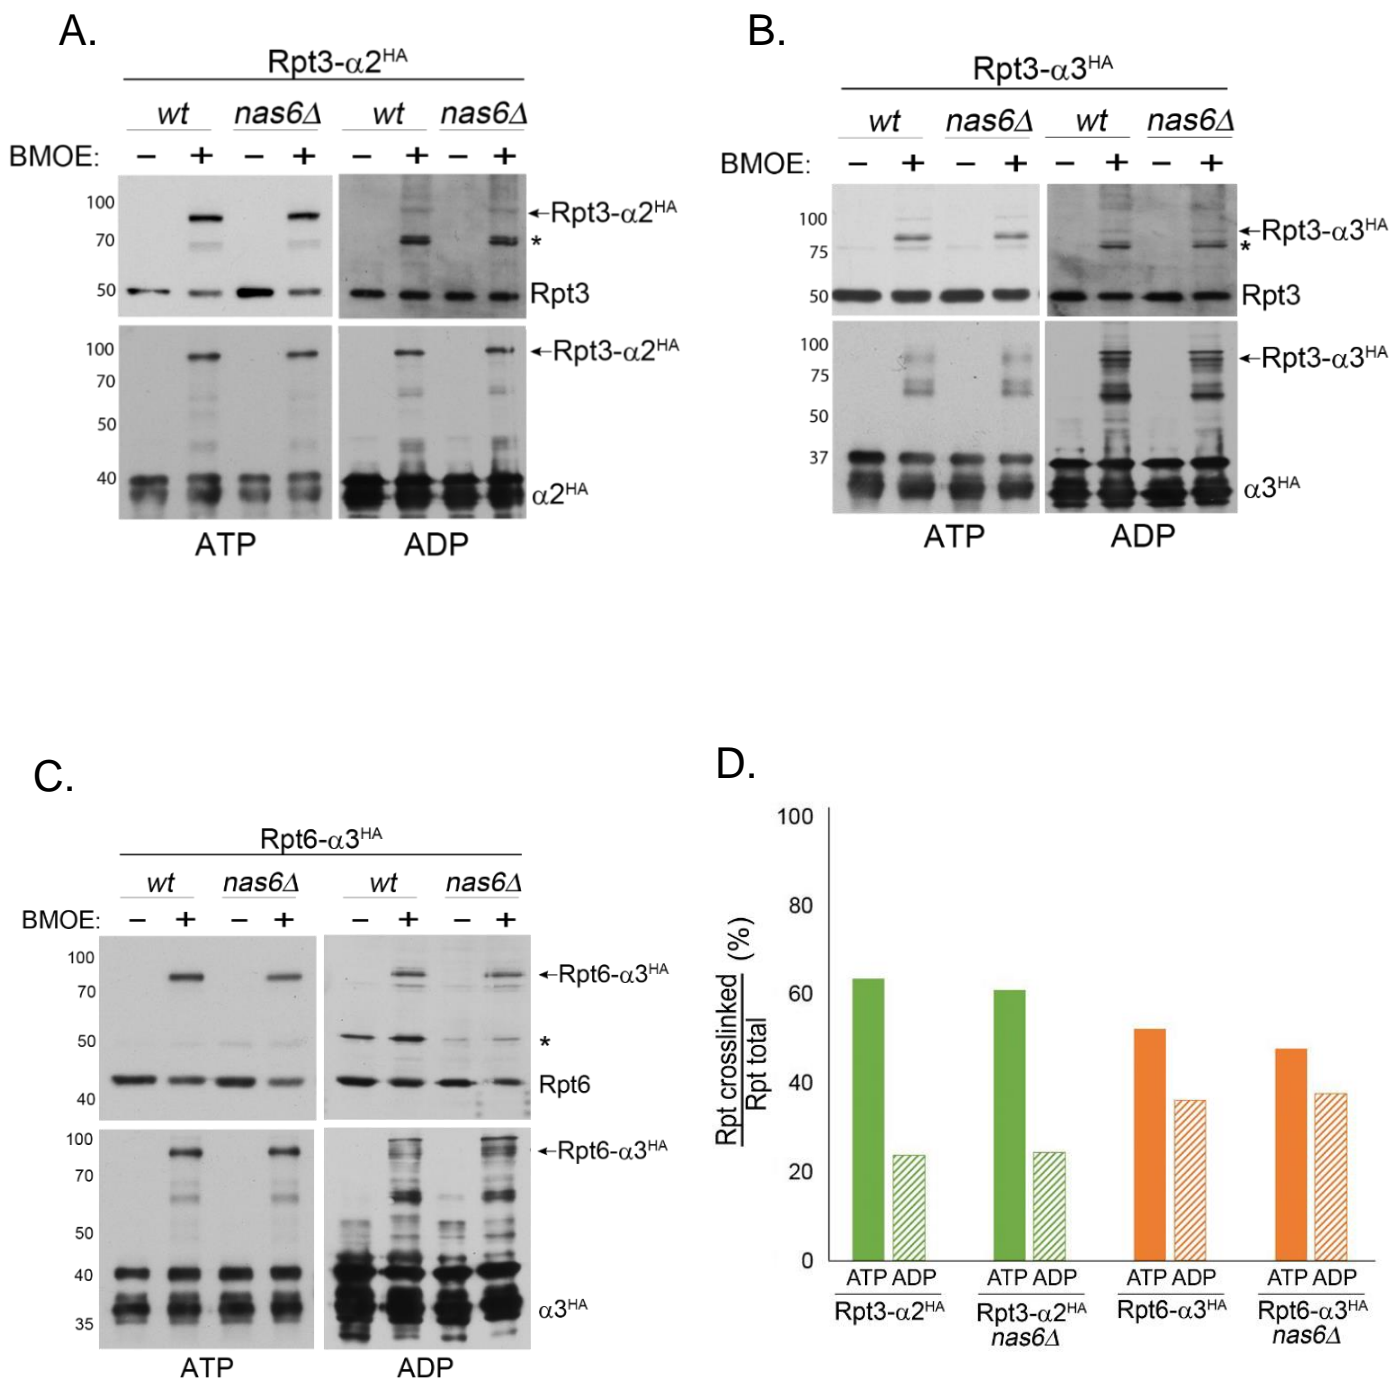 A.
Rpt3-α2HA
wt nas6Δ wt nas6Δ
BMOE: – + – + – + – +
100
70
50
←Rpt3-α2HA
*
Rpt3
100
70
50
40
←Rpt3-α2HA
α2HA
ATP ADP
B.
Rpt3-α3HA
wt nas6Δ wt nas6Δ
BMOE: – + – + – + – +
100
75
50
←Rpt3-α3HA
*
Rpt3
100
75
50
37
←Rpt3-α3HA
α3HA
ATP ADP
C.
Rpt6-α3HA
wt nas6Δ wt nas6Δ
BMOE: – + – + – + – +
100
70
50
40
←Rpt6-α3HA
*
Rpt6
100
70
50
40
35
←Rpt6-α3HA
α3HA
ATP ADP
D.
Rpt crosslinked (%)
Rpt total
100
80
60
40
20
0
ATP ADP ATP ADP ATP ADP ATP ADP
Rpt3-α2HA Rpt3-α2HA Rpt6-α3HA Rpt6-α3HA
nas6Δ nas6Δ